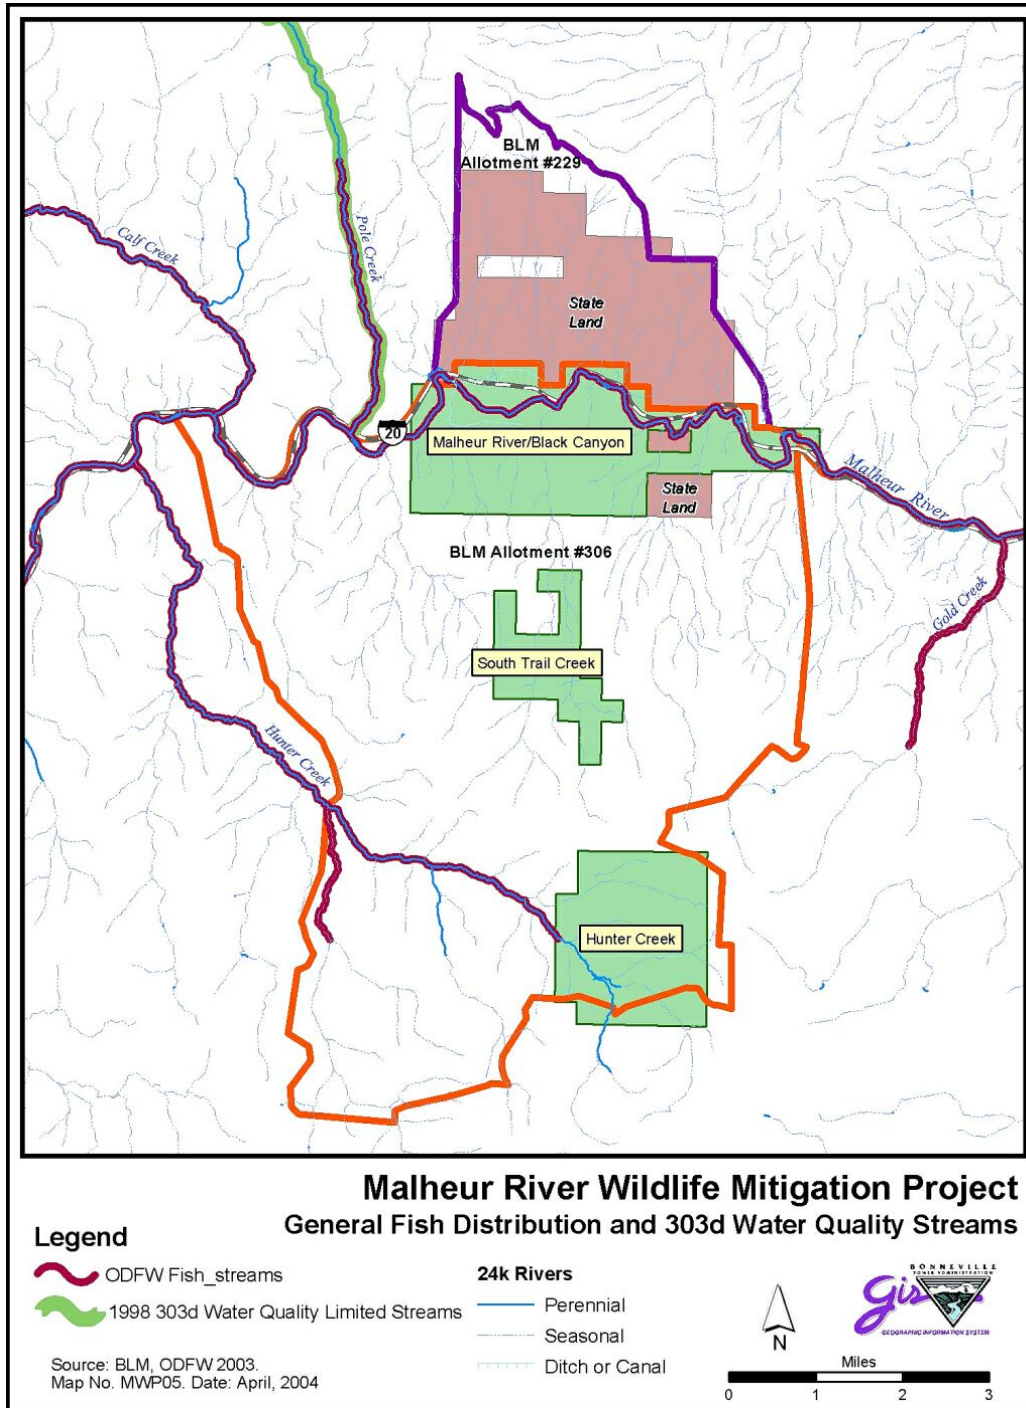 BLM
Allotment #229
Calf Creek
Pole Creek
State
Land
20
Malheur River/Black Canyon
Malheur River
State
Land
BLM Allotment #306
Gold Creek
South Trail Creek
Hunter Creek
Hunter Creek
Malheur River Wildlife Mitigation Project
General Fish Distribution and 303d Water Quality Streams
Legend
ODFW Fish_streams
1998 303d Water Quality Limited Streams
Source: BLM, ODFW 2003.
Map No. MWP05. Date: April, 2004
24k Rivers
Perennial
Seasonal
Ditch or Canal
N
BONNEVILLE
POWER ADMINISTRATION
Gis
GEOGRAPHIC INFORMATION SYSTEM
Miles
0 1 2 3